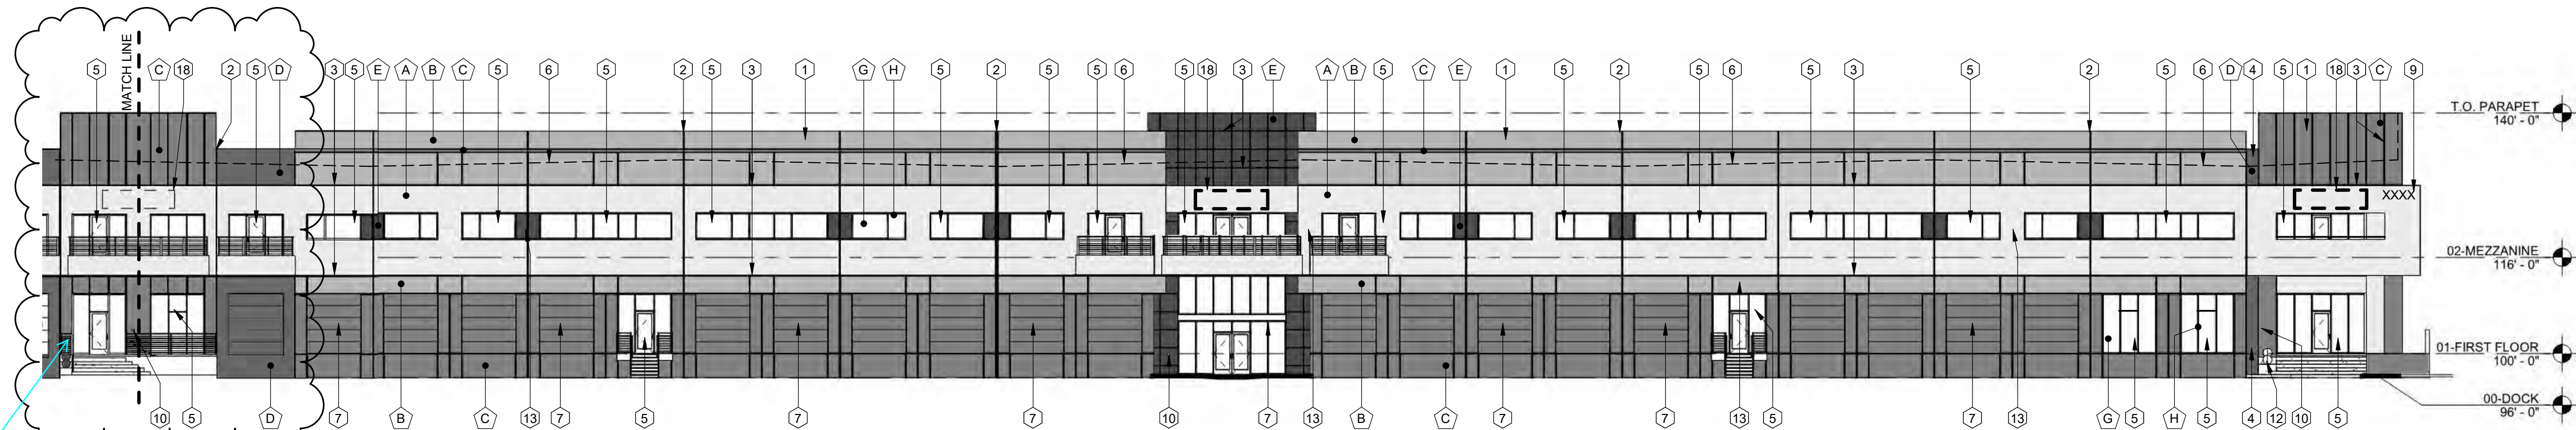 MATCH LINE
5 C 18 2 5 D 3 5 E A B C 5 6 5 2 5 3 1 G H 5 2 5 5 6 5 18 3 E A B 5 C E 1 5 2 5 6 5 3 5 2 5 6 D 4 5 1 18 3 C 9
T.O. PARAPET
140' - 0"
XXXX
02-MEZZANINE
116' - 0"
01-FIRST FLOOR
100' - 0"
00-DOCK
96' - 0"
10 5 D 7 B C 13 7 5 7 7 10 7 13 B C 7 7 13 5 7 13 G 5 H 5 4 12 10 5